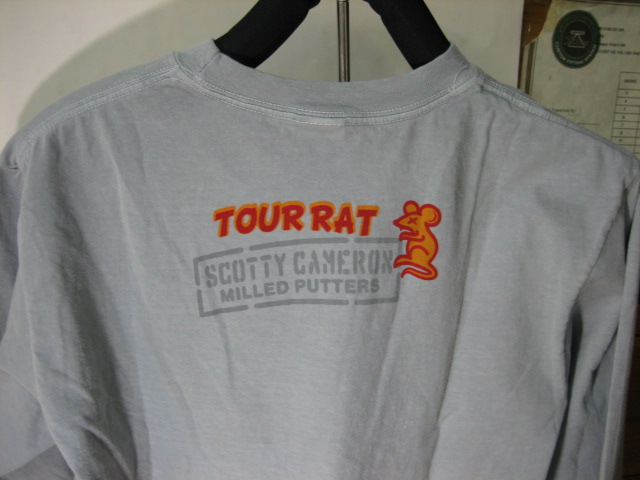 TOUR RAT
SCOTTY CAMERON
MILLED PUTTERS